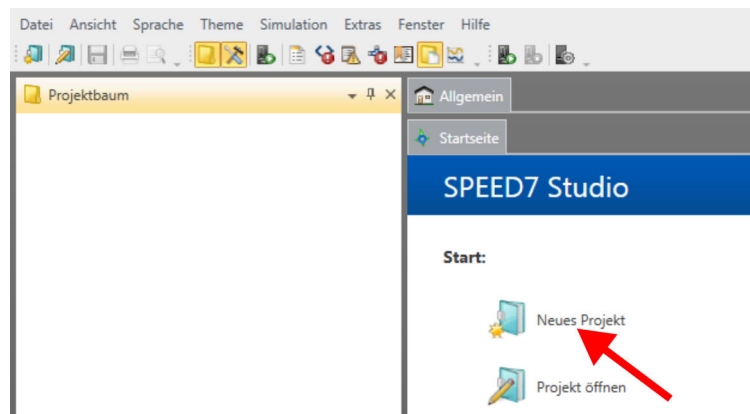 Datei Ansicht Sprache Theme Simulation Extras Fenster Hilfe
Projektbaum
Allgemein
Startseite
SPEED7 Studio
Start:
Neues Projekt
Projekt öffnen